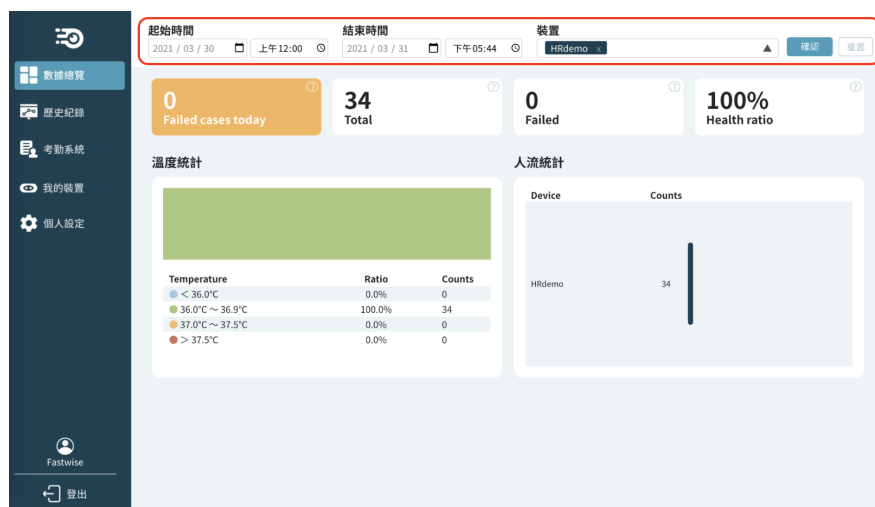 起始時間 結束時間 裝置
2021 / 03 / 30 上午12:00 2021 / 03 / 31 下午05:44 HRdemo x 確認 重置
數據總覽
歷史紀錄
考勤系統
我的裝置
個人設定
Fastwise
登出
0
Failed cases today
34
Total
0
Failed
100%
Health ratio
溫度統計
Temperature Ratio Counts
< 36.0°C 0.0% 0
36.0°C ~ 36.9°C 100.0% 34
37.0°C ~ 37.5°C 0.0% 0
> 37.5°C 0.0% 0
人流統計
Device Counts
HRdemo 34